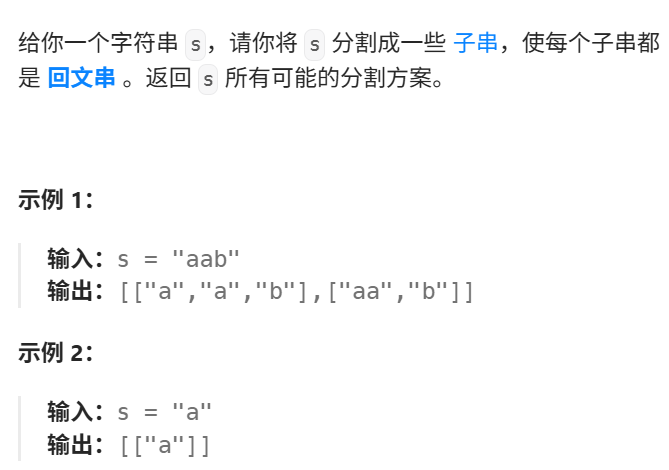 给你一个字符串 s，请你将 s 分割成一些 子串，使每个子串都
是 回文串 。返回 s 所有可能的分割方案。
示例 1：
输入：s = "aab"
输出：[["a","a","b"],["aa","b"]]
示例 2：
输入：s = "a"
输出：[["a"]]